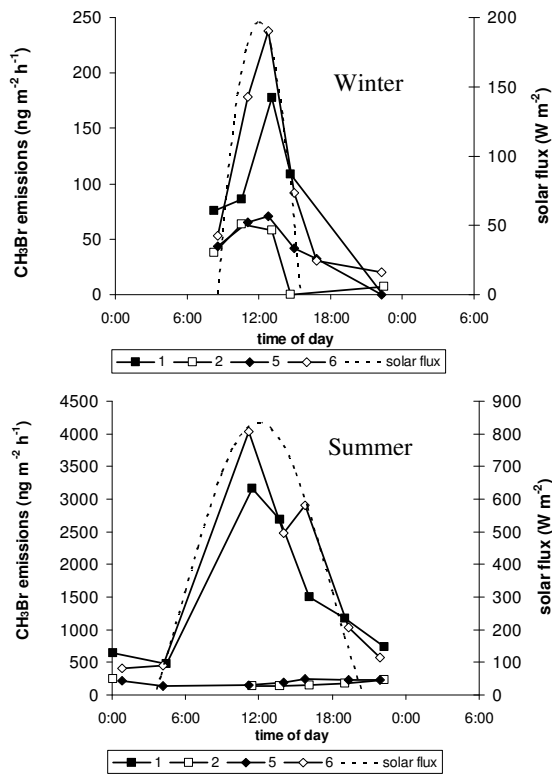 Winter
CH₃Br emissions (ng m⁻² h⁻¹)
250
200
150
100
50
0
solar flux (W m⁻²)
200
150
100
50
0
0:00 6:00 12:00 18:00 0:00 6:00
time of day
1 2 5 6 solar flux
Summer
CH₃Br emissions (ng m⁻² h⁻¹)
4500
4000
3500
3000
2500
2000
1500
1000
500
0
solar flux (W m⁻²)
900
800
700
600
500
400
300
200
100
0
0:00 6:00 12:00 18:00 0:00 6:00
time of day
1 2 5 6 solar flux